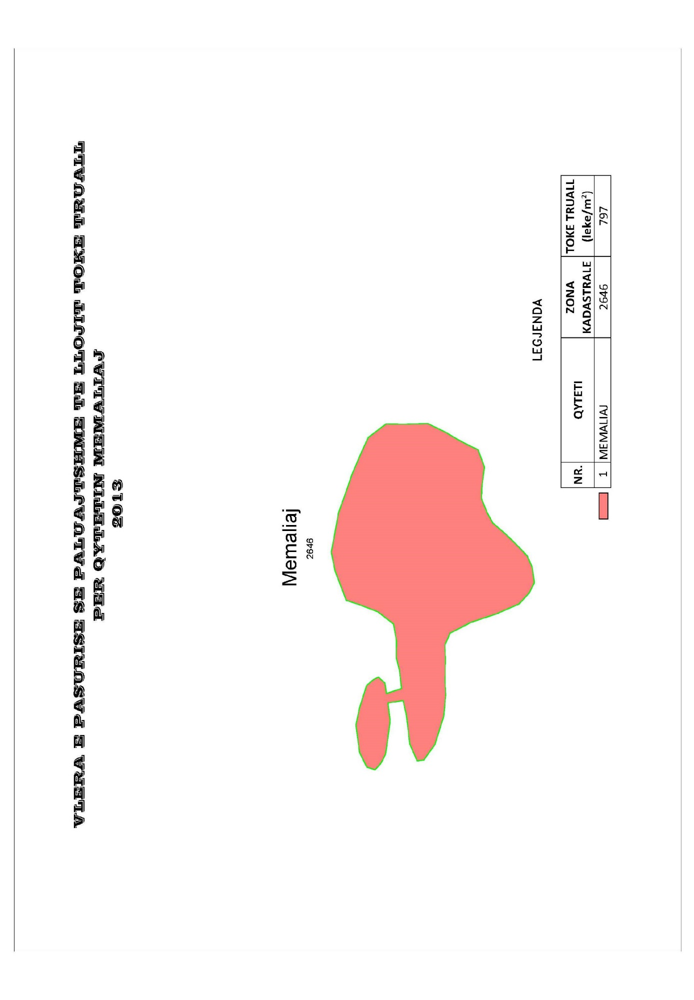 VLERA E PASURISE SE PALUAJTSHME TE LLOJIT TOKE TRUALL
PER QYTETIN MEMALIAJ
2013
Memaliaj
2646
LEGJENDA
NR. QYTETI ZONA KADASTRALE TOKE TRUALL (leke/m²)
1 MEMALIAJ 2646 797